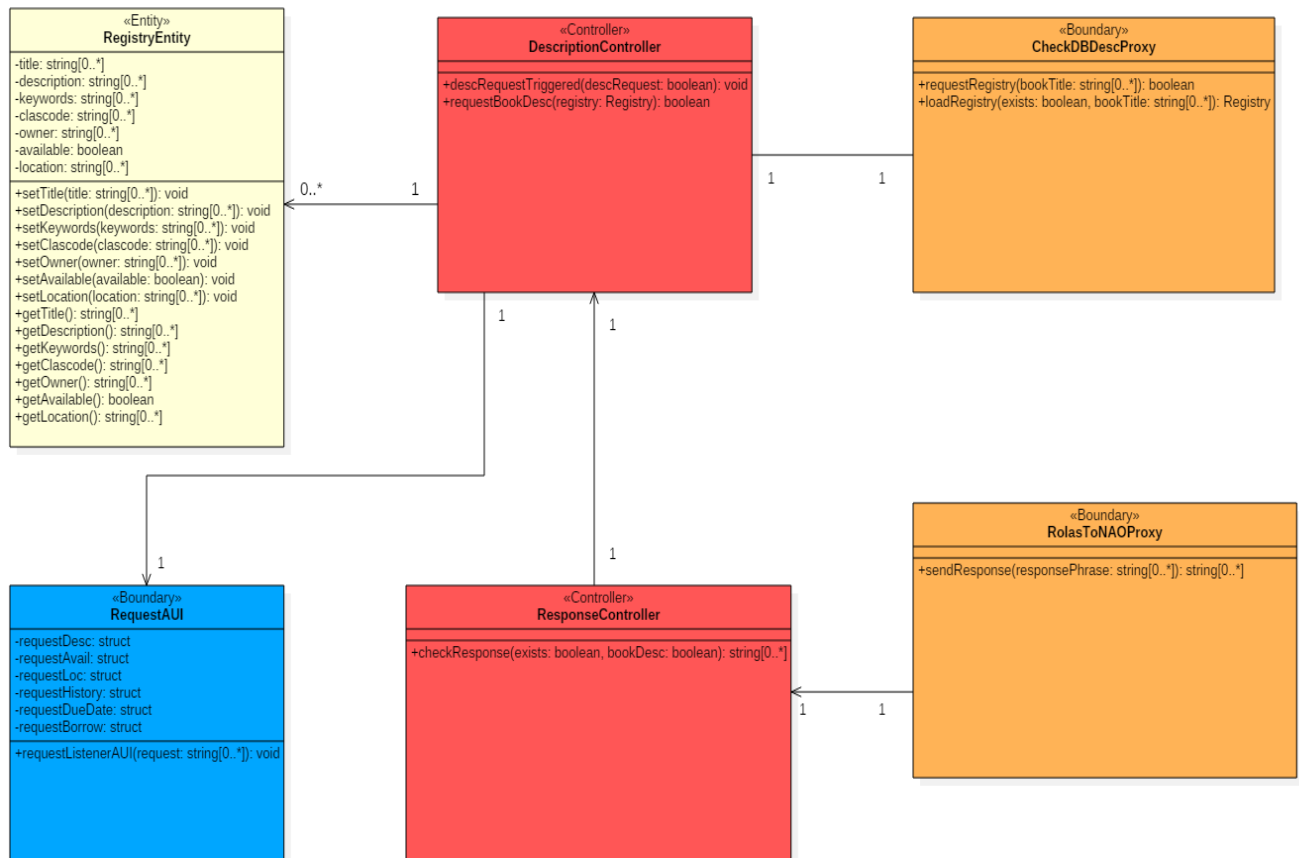 «Entity»
RegistryEntity
-title: string[0..*]
-description: string[0..*]
-keywords: string[0..*]
-clascode: string[0..*]
-owner: string[0..*]
-available: boolean
-location: string[0..*]
+setTitle(title: string[0..*]): void
+setDescription(description: string[0..*]): void
+setKeywords(keywords: string[0..*]): void
+setClascode(clascode: string[0..*]): void
+setOwner(owner: string[0..*]): void
+setAvailable(available: boolean): void
+setLocation(location: string[0..*]): void
+getTitle(): string[0..*]
+getDescription(): string[0..*]
+getKeywords(): string[0..*]
+getClascode(): string[0..*]
+getOwner(): string[0..*]
+getAvailable(): boolean
+getLocation(): string[0..*]
0..*
1
«Controller»
DescriptionController
+descRequestTriggered(descRequest: boolean): void
+requestBookDesc(registry: Registry): boolean
1
1
«Boundary»
CheckDBDescProxy
+requestRegistry(bookTitle: string[0..*]): boolean
+loadRegistry(exists: boolean, bookTitle: string[0..*]): Registry
1
1
1
1
«Boundary»
RequestAUI
-requestDesc: struct
-requestAvail: struct
-requestLoc: struct
-requestHistory: struct
-requestDueDate: struct
-requestBorrow: struct
+requestListenerAUI(request: string[0..*]): void
«Controller»
ResponseController
+checkResponse(exists: boolean, bookDesc: boolean): string[0..*]
1
1
«Boundary»
RolasToNAOProxy
+sendResponse(responsePhrase: string[0..*]): string[0..*]